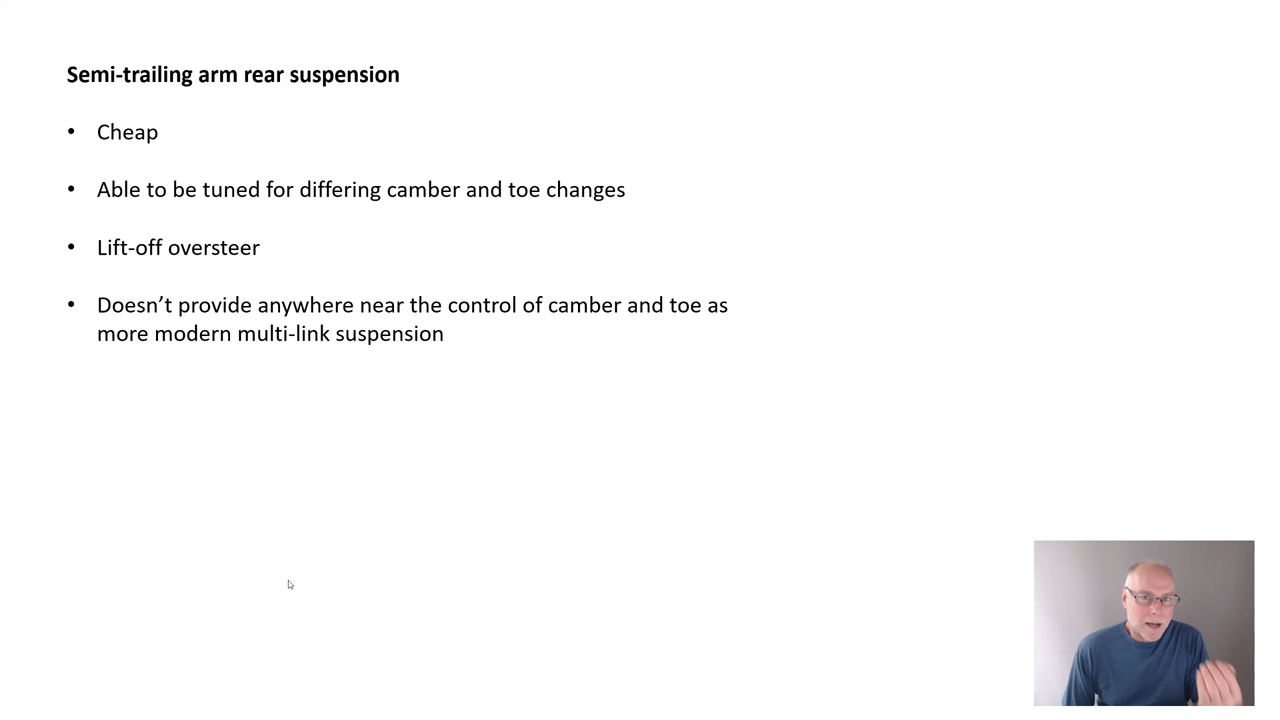 Semi-trailing arm rear suspension
• Cheap
• Able to be tuned for differing camber and toe changes
• Lift-off oversteer
• Doesn’t provide anywhere near the control of camber and toe as
more modern multi-link suspension